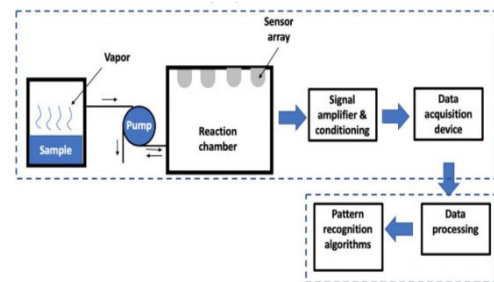 Sensor
array
Vapor
Sample
Pump
Reaction
chamber
Signal
amplifier &
conditioning
Data
acquisition
device
Pattern
recognition
algorithms
Data
processing